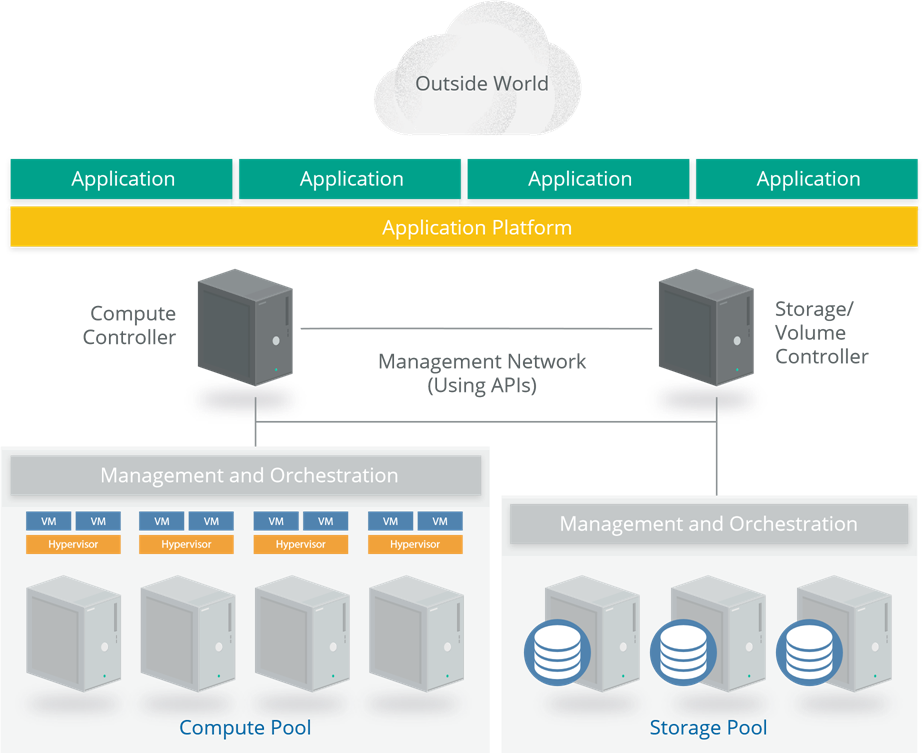 Outside World
Application
Application
Application
Application
Application Platform
Compute
Controller
Storage/
Volume
Controller
Management Network
(Using APIs)
Management and Orchestration
VM VM VM VM VM VM VM VM
Hypervisor Hypervisor Hypervisor Hypervisor
Compute Pool
Management and Orchestration
Storage Pool